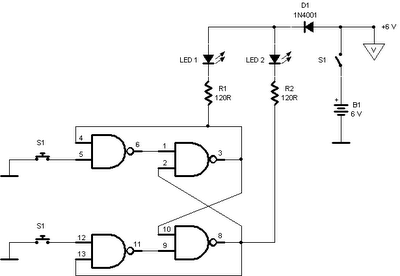 D1
1N4001
+6 V
V
LED 1
LED 2
S1
R1
120R
R2
120R
+
B1
6 V
4
S1
5
6
1
2
3
S1
12
13
11
10
9
8